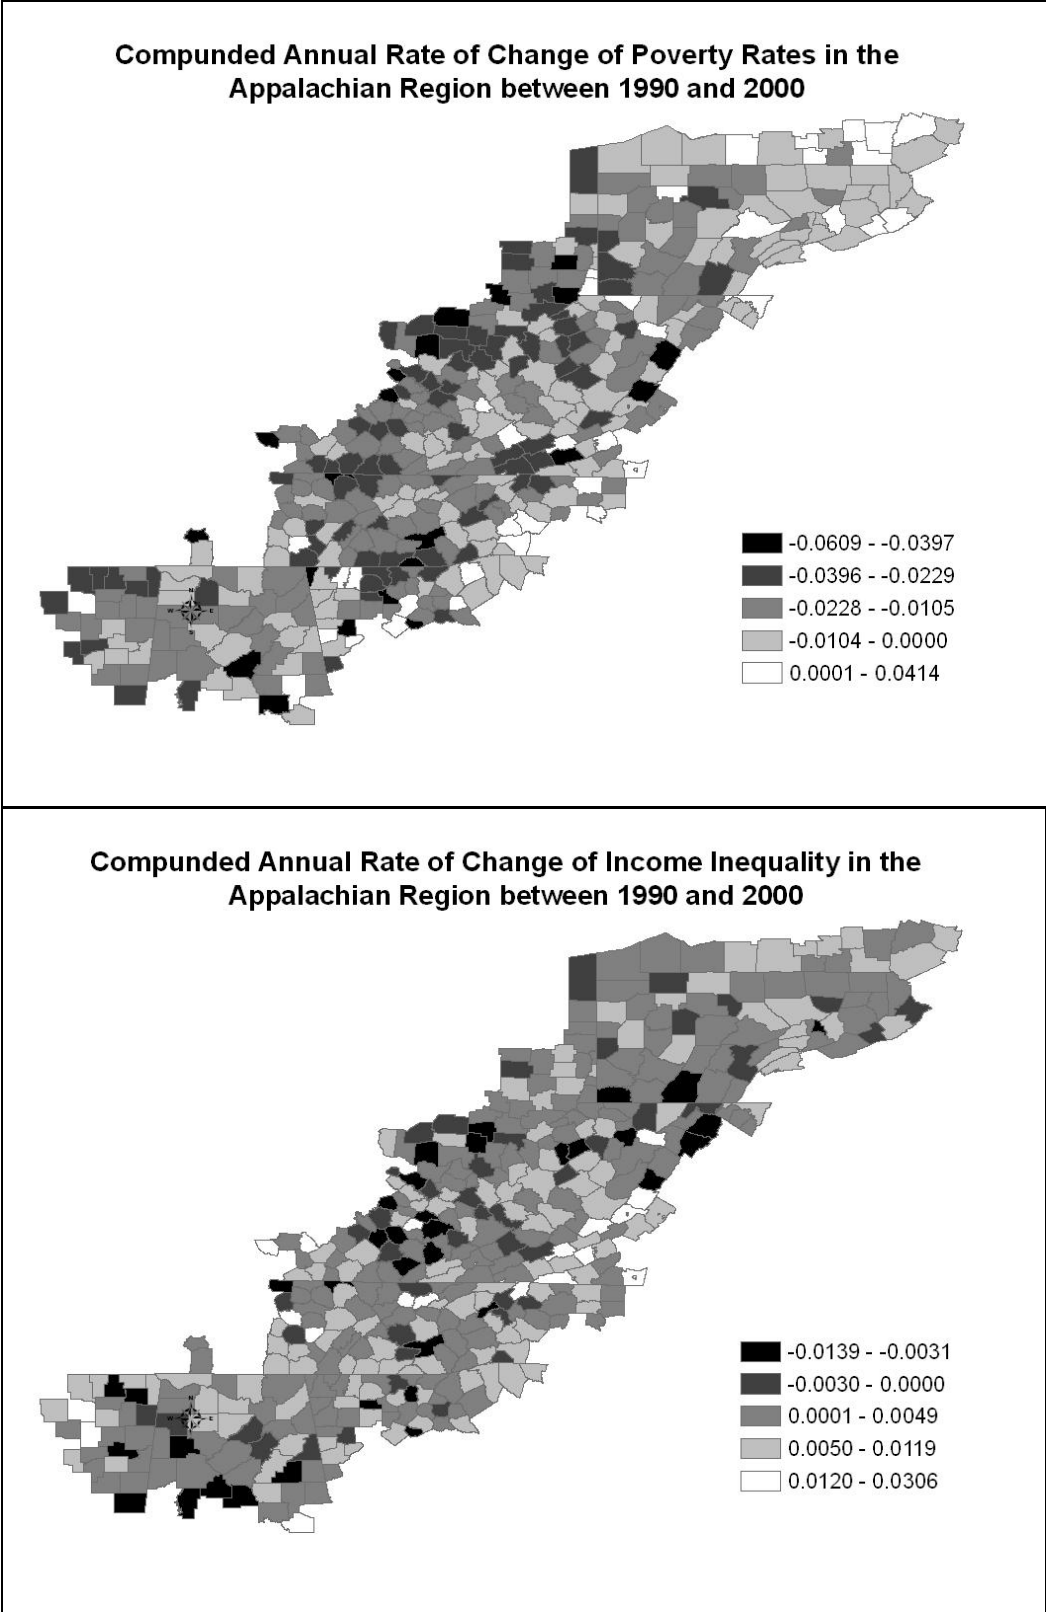 Compunded Annual Rate of Change of Poverty Rates in the
Appalachian Region between 1990 and 2000
-0.0609 - -0.0397
-0.0396 - -0.0229
-0.0228 - -0.0105
-0.0104 - 0.0000
0.0001 - 0.0414
N
W E
S
Compunded Annual Rate of Change of Income Inequality in the
Appalachian Region between 1990 and 2000
-0.0139 - -0.0031
-0.0030 - 0.0000
0.0001 - 0.0049
0.0050 - 0.0119
0.0120 - 0.0306
N
W E
S